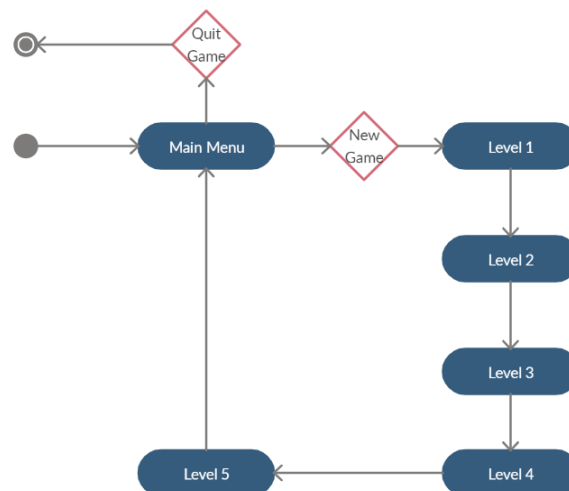 Quit
Game
Main Menu
New
Game
Level 1
Level 2
Level 3
Level 5
Level 4